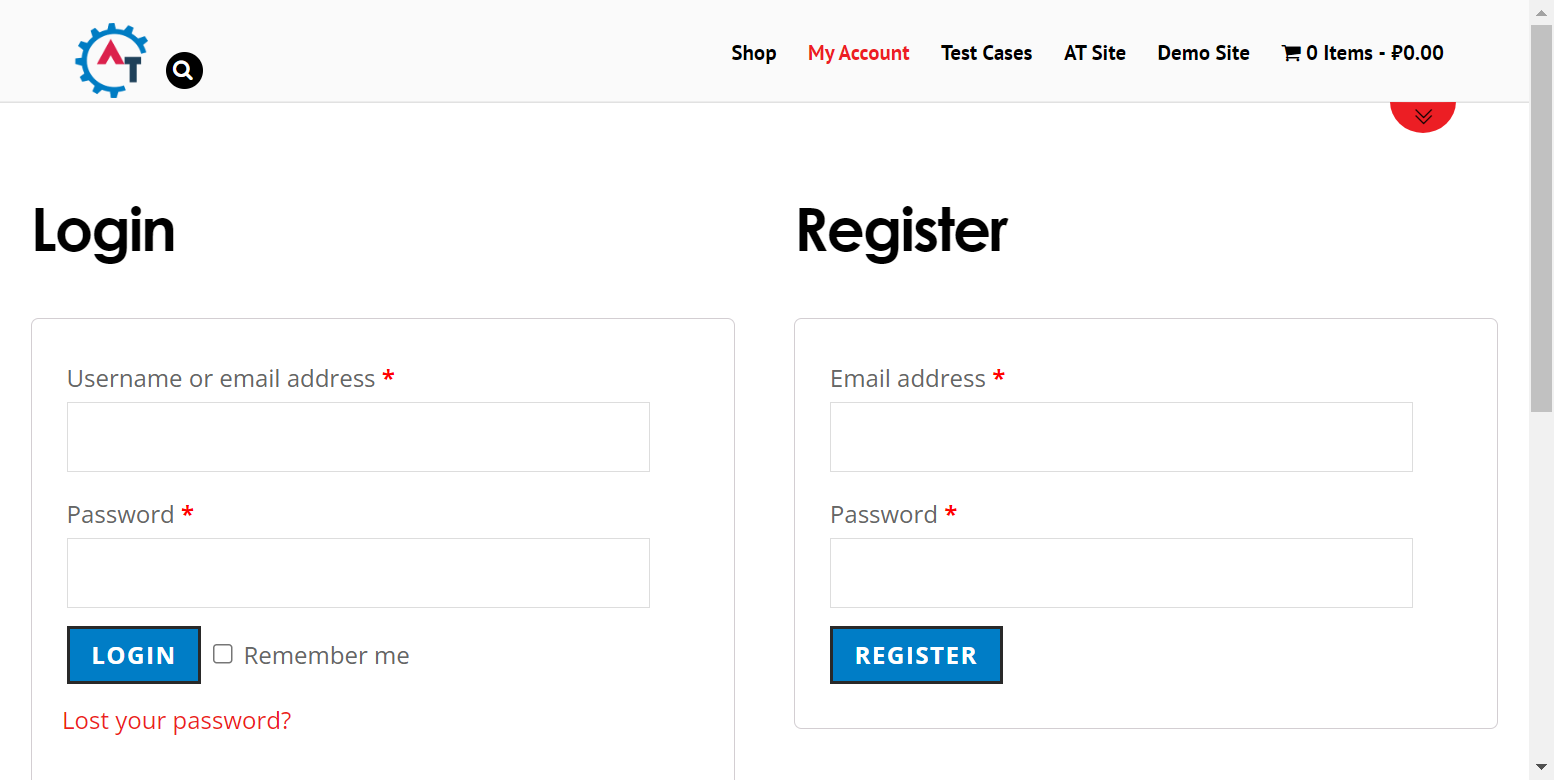 AT
Shop My Account Test Cases AT Site Demo Site 0 Items - ₽0.00
Login
Username or email address *
Password *
LOGIN Remember me
Lost your password?
Register
Email address *
Password *
REGISTER